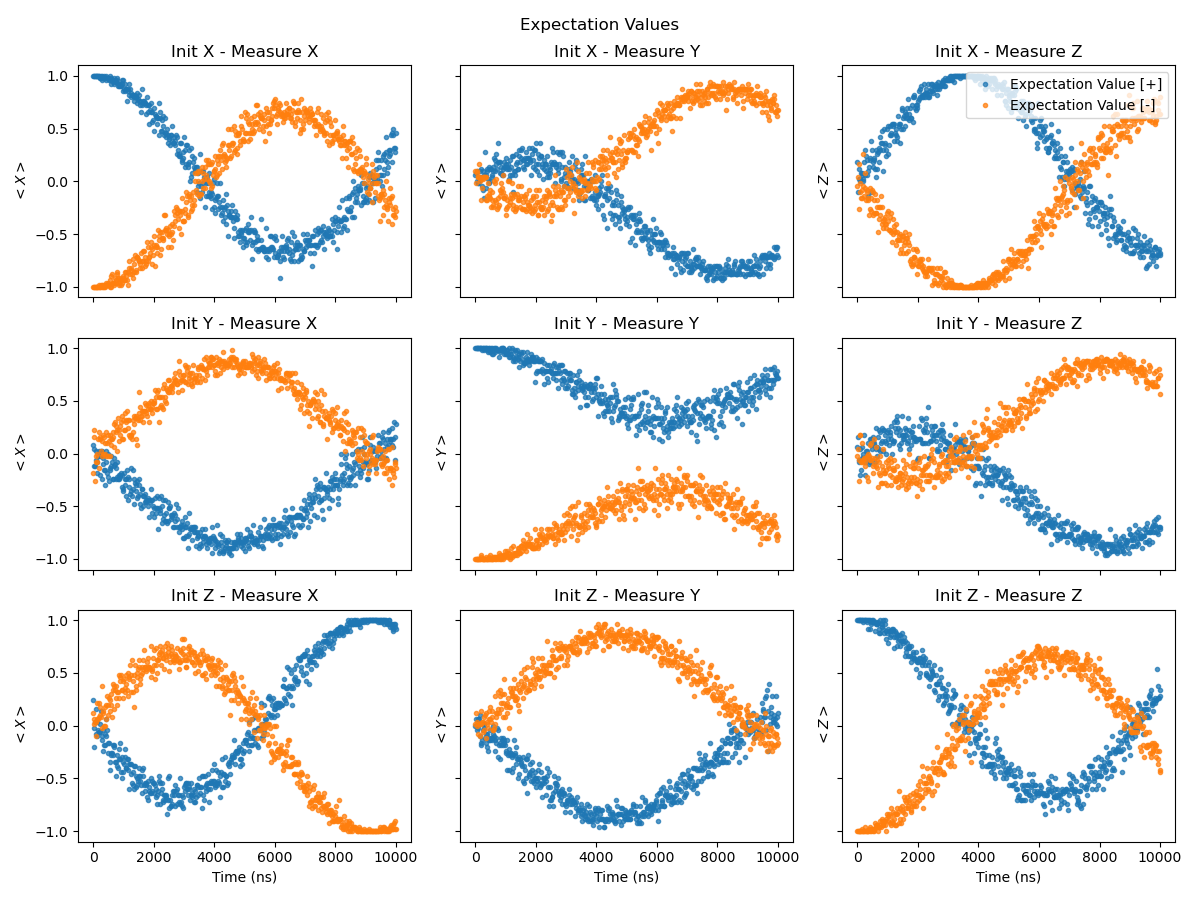 Expectation Values
Init X - Measure X
Init X - Measure Y
Init X - Measure Z
1.0
0.5
0.0
−0.5
−1.0
< X >
< Y >
< Z >
Expectation Value [+]
Expectation Value [-]
Init Y - Measure X
Init Y - Measure Y
Init Y - Measure Z
1.0
0.5
0.0
−0.5
−1.0
< X >
< Y >
< Z >
Init Z - Measure X
Init Z - Measure Y
Init Z - Measure Z
1.0
0.5
0.0
−0.5
−1.0
< X >
< Y >
< Z >
0 2000 4000 6000 8000 10000
0 2000 4000 6000 8000 10000
0 2000 4000 6000 8000 10000
Time (ns)
Time (ns)
Time (ns)